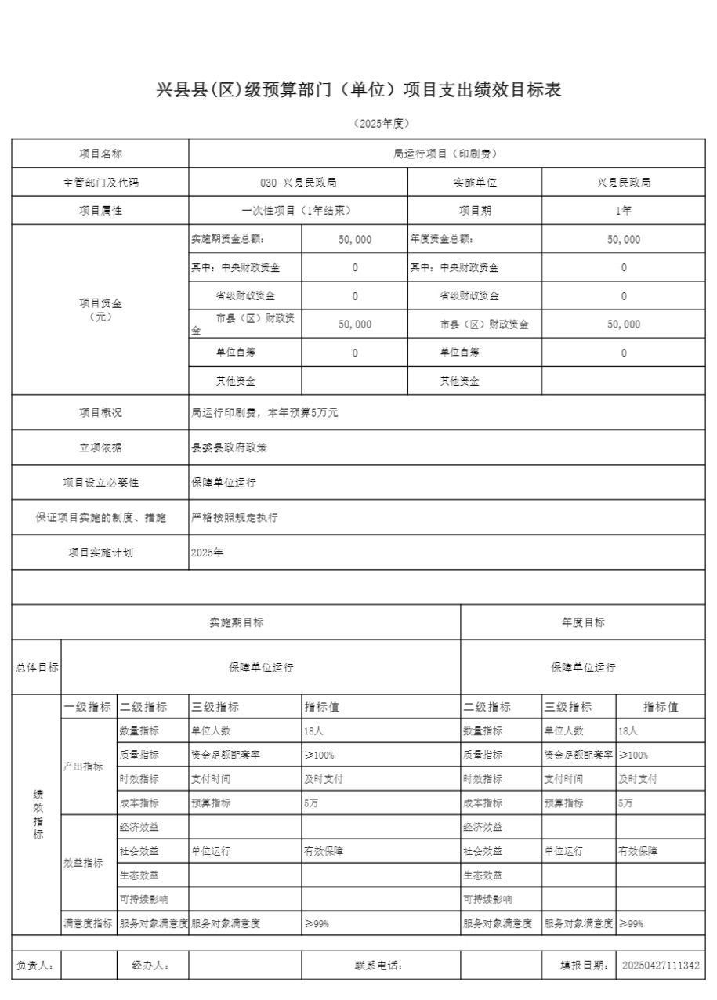 兴县县(区)级预算部门（单位）项目支出绩效目标表
（2025年度）
项目名称 局运行项目（印刷费）
主管部门及代码 030-兴县民政局 实施单位 兴县民政局
项目属性 一次性项目（1年结束） 项目期 1年
项目资金
（元）
实施期资金总额： 50,000 年度资金总额： 50,000
其中：中央财政资金 0 其中：中央财政资金 0
省级财政资金 0 省级财政资金 0
市县（区）财政资
金
50,000 市县（区）财政资金 50,000
单位自筹 0 单位自筹 0
其他资金 其他资金
项目概况 局运行印刷费，本年预算5万元
立项依据 县委县政府政策
项目设立必要性 保障单位运行
保证项目实施的制度、措施 严格按照规定执行
项目实施计划 2025年
实施期目标 年度目标
总体目标 保障单位运行 保障单位运行
绩
效
指
标
一级指标 二级指标 三级指标 指标值 二级指标 三级指标 指标值
产出指标
数量指标 单位人数 18人 数量指标 单位人数 18人
质量指标 资金足额配套率 ≥100% 质量指标 资金足额配套率 ≥100%
时效指标 支付时间 及时支付 时效指标 支付时间 及时支付
成本指标 预算指标 5万 成本指标 预算指标 5万
效益指标
经济效益 经济效益
社会效益 单位运行 有效保障 社会效益 单位运行 有效保障
生态效益 生态效益
可持续影响 可持续影响
满意度指标 服务对象满意度 服务对象满意度 ≥99% 服务对象满意度 服务对象满意度 ≥99%
负责人： 经办人： 联系电话： 填报日期： 20250427111342